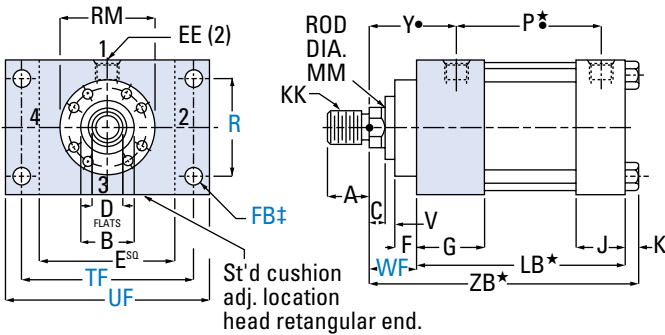 RM
EE (2)
1
4
2
3
R
D
FLATS
B
E SQ
TF
UF
FB‡
St'd cushion
adj. location
head retangular end.
ROD
DIA.
MM
KK
Y●
P★
A
C
V
F
G
J
K
WF
LB★
ZB★